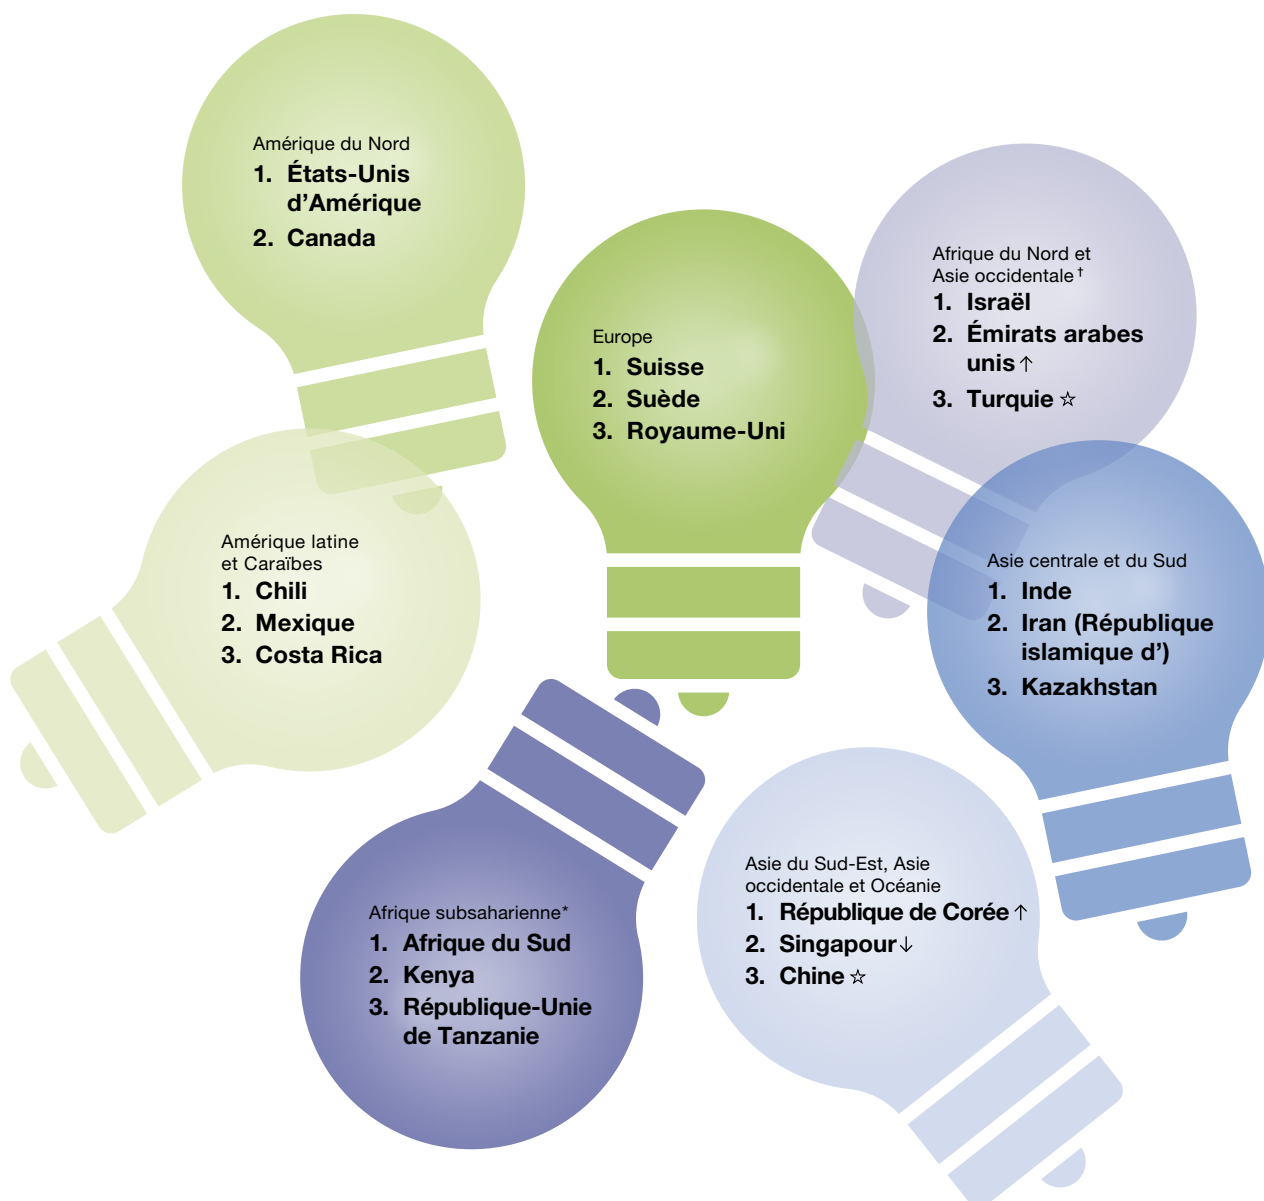 Amérique du Nord
1. États-Unis
d’Amérique
2. Canada
Europe
1. Suisse
2. Suède
3. Royaume-Uni
Afrique du Nord et
Asie occidentale†
1. Israël
2. Émirats arabes
unis ↑
3. Turquie ☆
Amérique latine
et Caraïbes
1. Chili
2. Mexique
3. Costa Rica
Asie centrale et du Sud
1. Inde
2. Iran (République
islamique d’)
3. Kazakhstan
Afrique subsaharienne*
1. Afrique du Sud
2. Kenya
3. République-Unie
de Tanzanie
Asie du Sud-Est, Asie
occidentale et Océanie
1. République de Corée ↑
2. Singapour ↓
3. Chine ☆